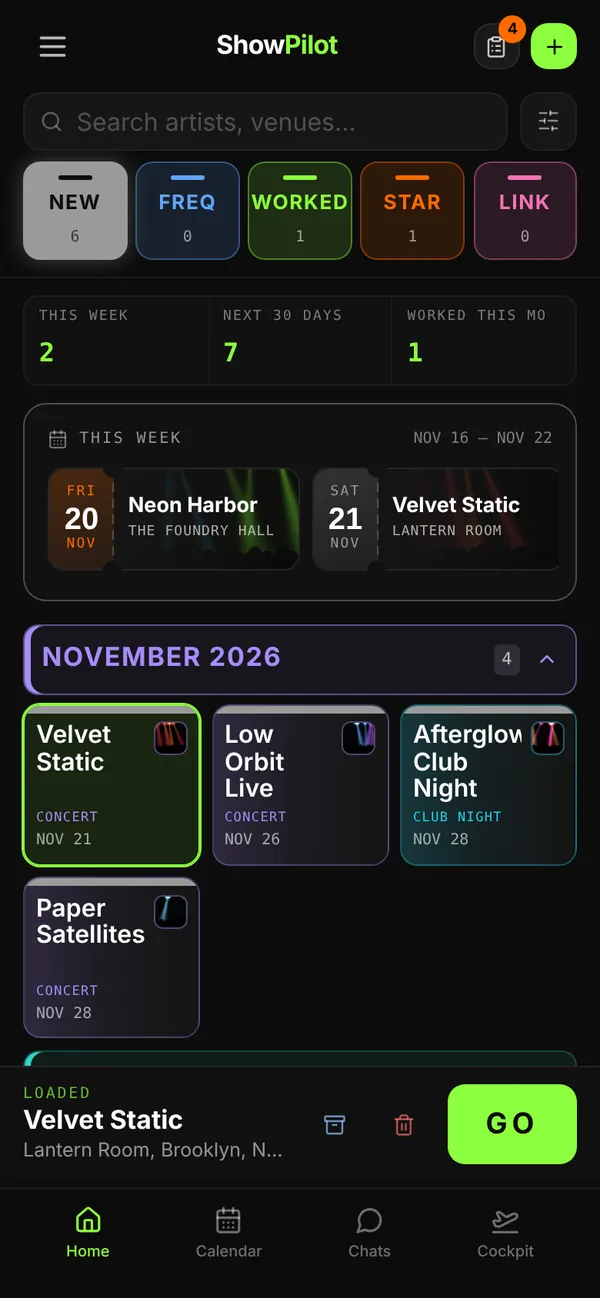 ShowPilot
4
+
Search artists, venues...
NEW
6
FREQ
0
WORKED
1
STAR
1
LINK
0
THIS WEEK
2
NEXT 30 DAYS
7
WORKED THIS MO
1
THIS WEEK
NOV 16 — NOV 22
FRI
20
NOV
Neon Harbor
THE FOUNDRY HALL
SAT
21
NOV
Velvet Static
LANTERN ROOM
NOVEMBER 2026
4
Velvet
Static
CONCERT
NOV 21
Low
Orbit
Live
CONCERT
NOV 26
Afterglow
Club
Night
CLUB NIGHT
NOV 28
Paper
Satellites
CONCERT
NOV 28
LOADED
Velvet Static
Lantern Room, Brooklyn, N...
GO
Home
Calendar
Chats
Cockpit